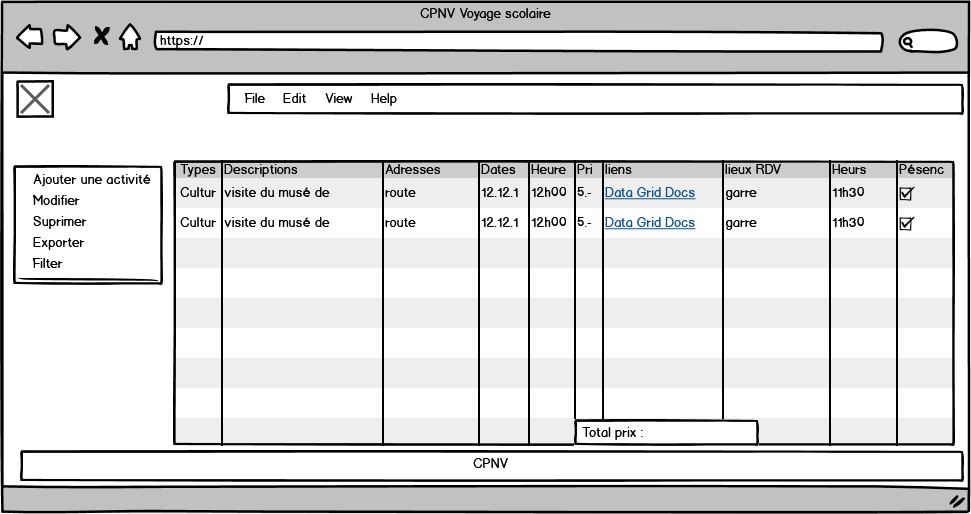 CPNV Voyage scolaire
https://
File Edit View Help
Ajouter une activité
Modifier
Suprimer
Exporter
Filter
Types Descriptions Adresses Dates Heure Pri liens lieux RDV Heurs Pésenc
Cultur visite du musé de route 12.12.1 12h00 5.- Data Grid Docs garre 11h30
Cultur visite du musé de route 12.12.1 12h00 5.- Data Grid Docs garre 11h30
Total prix :
CPNV